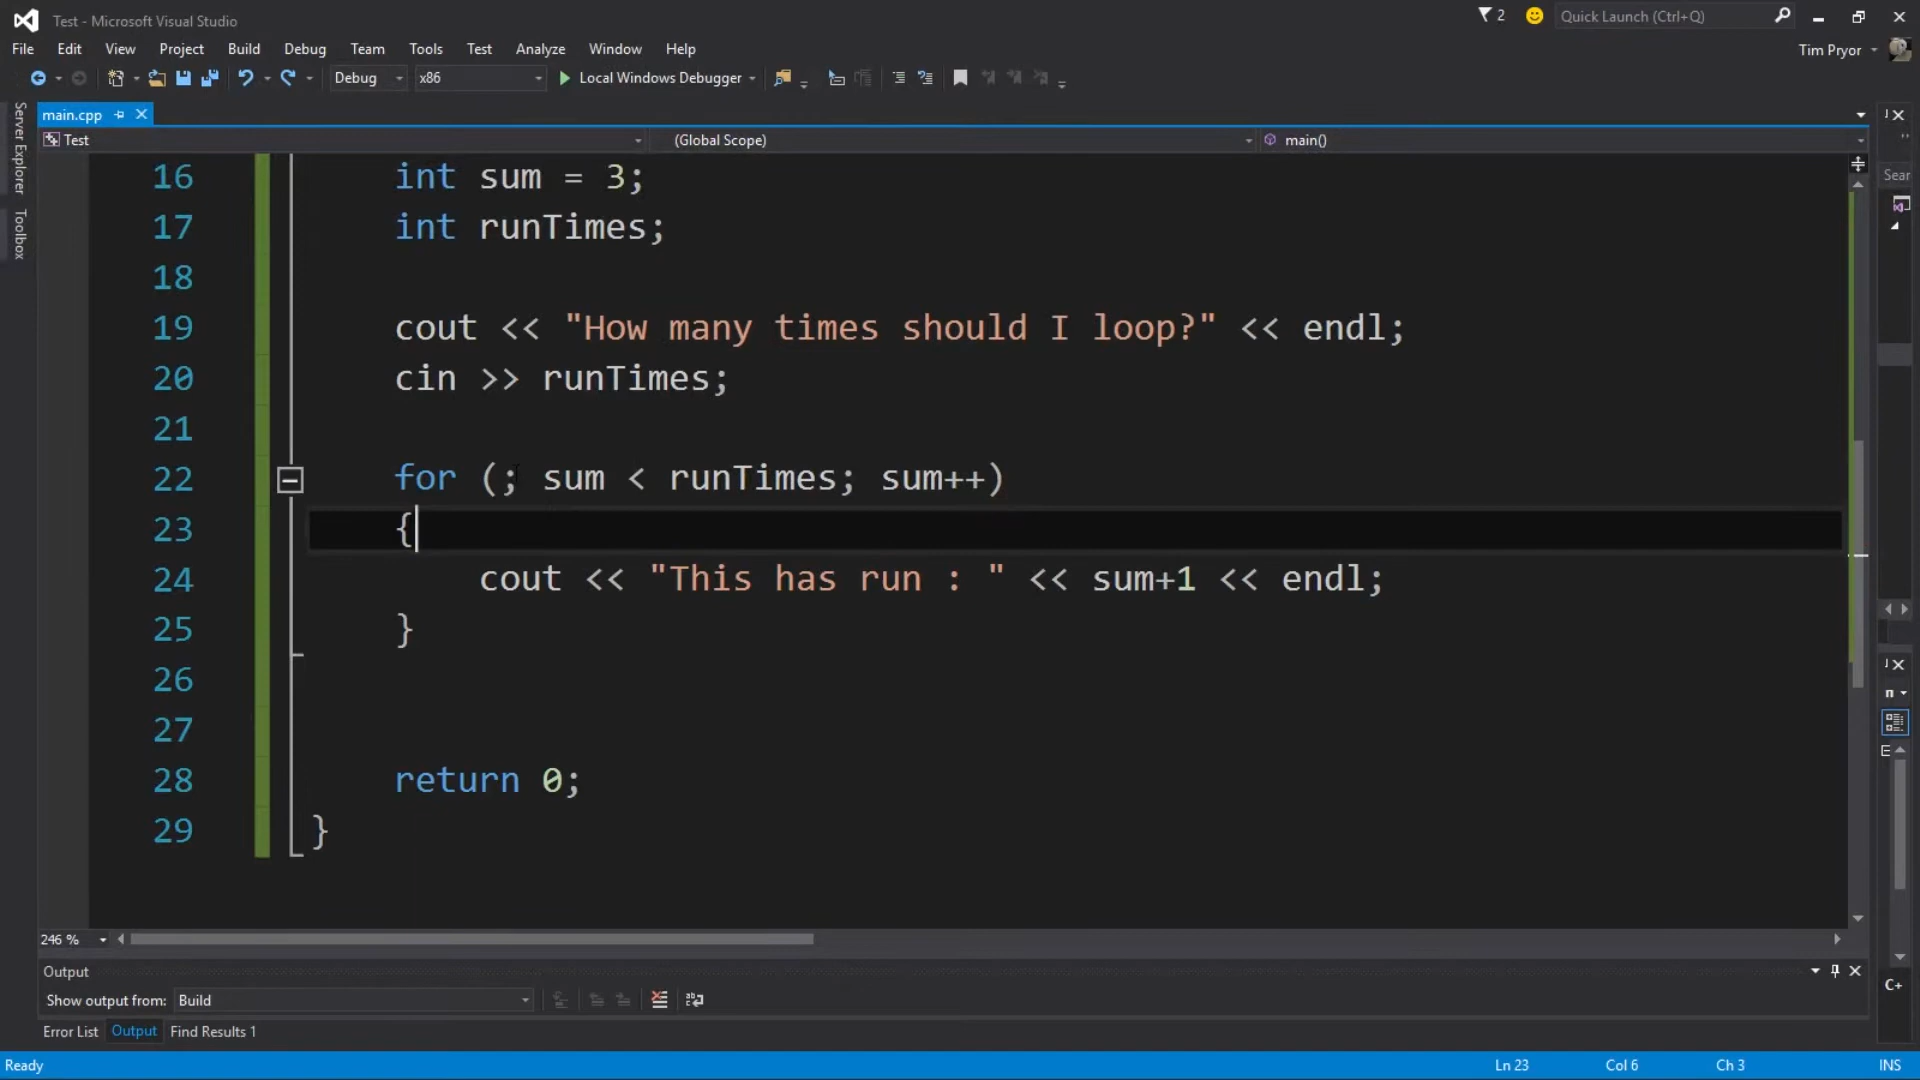 Test - Microsoft Visual Studio
2
Quick Launch (Ctrl+Q)
File Edit View Project Build Debug Team Tools Test Analyze Window Help
Tim Pryor
Debug x86 Local Windows Debugger
main.cpp
Test (Global Scope) main()
Server Explorer
Toolbox
Sear
16 int sum = 3;
17 int runTimes;
18
19 cout << "How many times should I loop?" << endl;
20 cin >> runTimes;
21
22 for (; sum < runTimes; sum++)
23 {
24 cout << "This has run : " << sum+1 << endl;
25 }
26
27
28 return 0;
29 }
246 %
Output
Show output from: Build
C+
Error List Output Find Results 1
Ready Ln 23 Col 6 Ch 3 INS